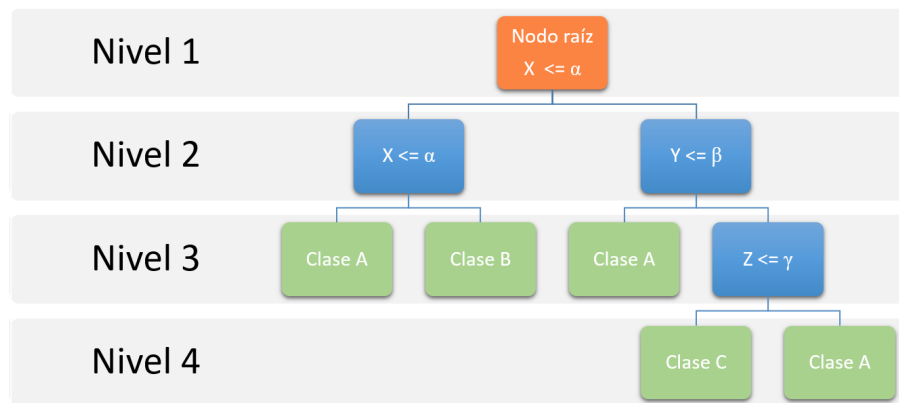 Nivel 1
Nodo raíz
X <= α
Nivel 2
X <= α
Y <= β
Nivel 3
Clase A
Clase B
Clase A
Z <= γ
Nivel 4
Clase C
Clase A